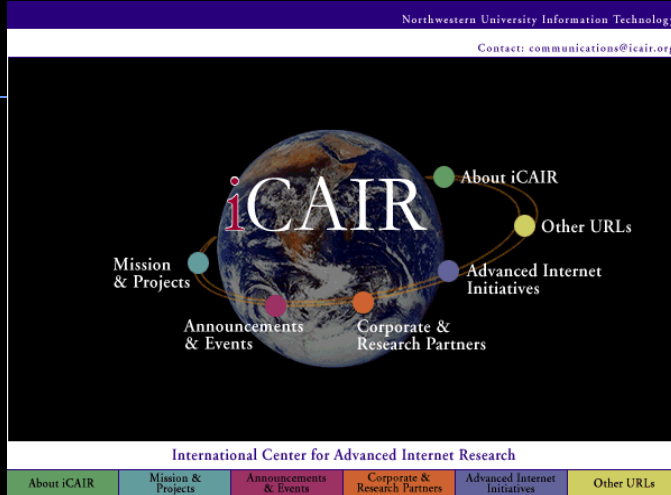 Northwestern University Information Technology
Contact: communications@icair.org
iCAIR
About iCAIR
Other URLs
Mission
& Projects
Advanced Internet
Initiatives
Announcements
& Events
Corporate &
Research Partners
International Center for Advanced Internet Research
About iCAIR
Mission &
Projects
Announcements
& Events
Corporate &
Research Partners
Advanced Internet
Initiatives
Other URLs